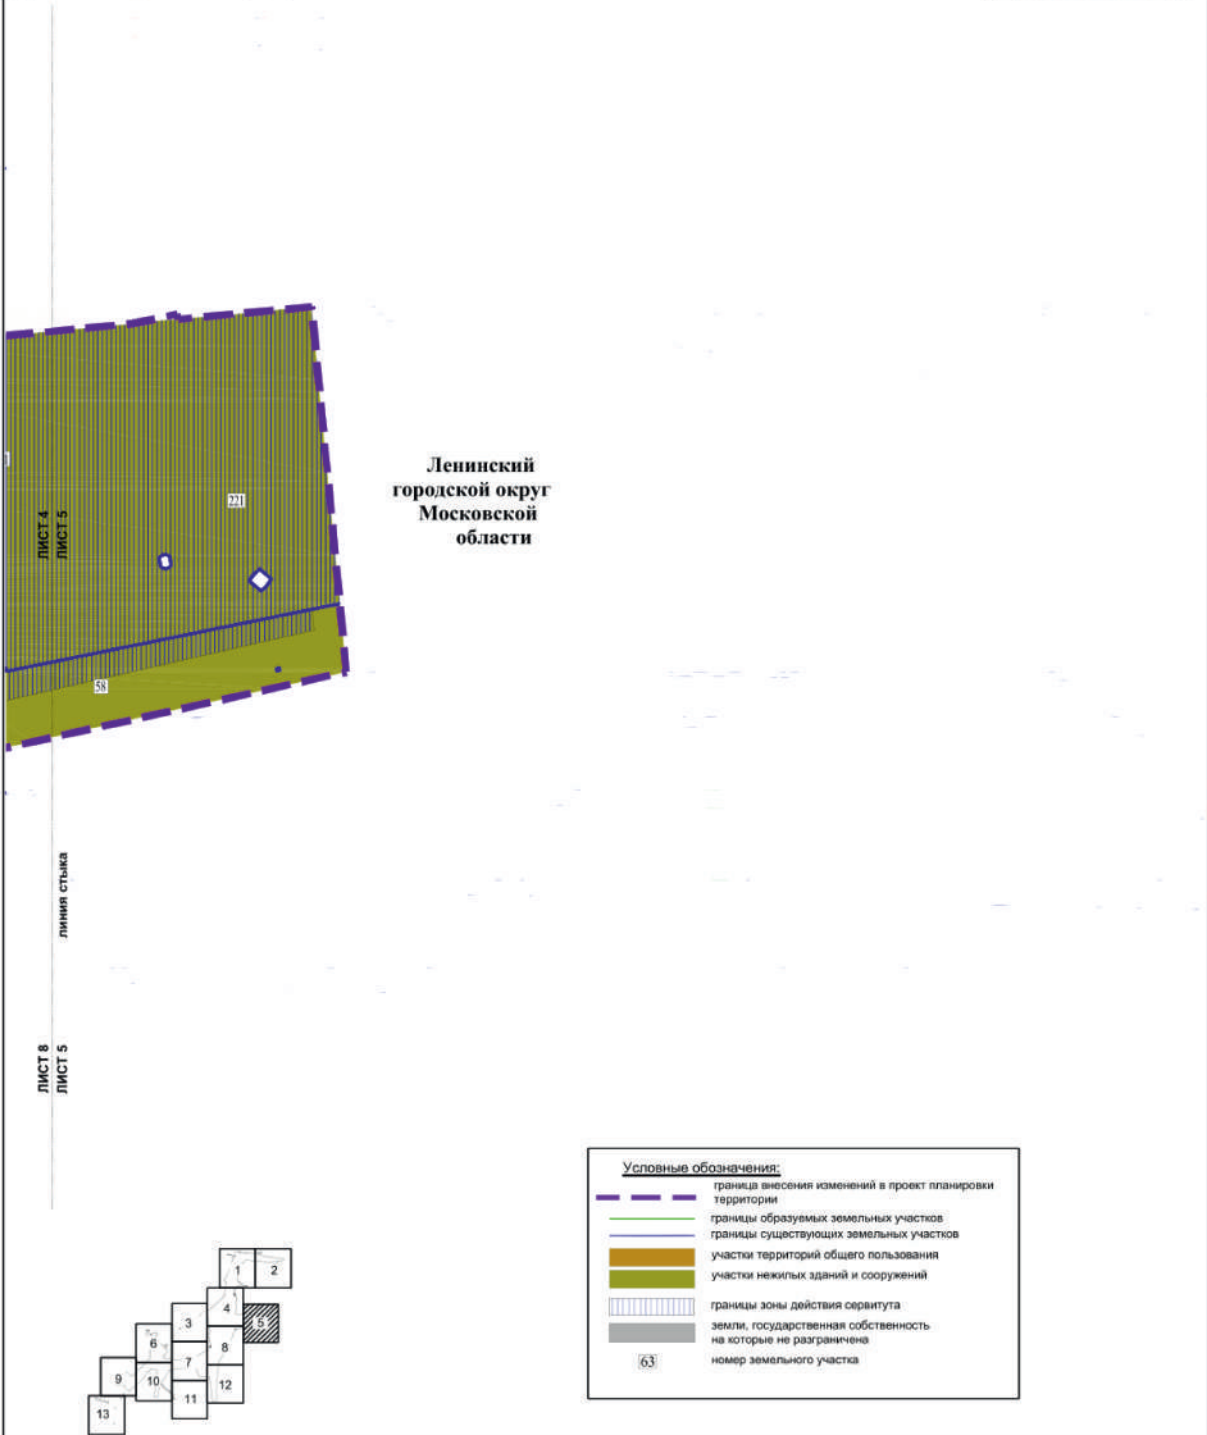 221
Ленинский
городской округ
Московской
области
ЛИСТ 4
ЛИСТ 5
58
линия стыка
ЛИСТ 8
ЛИСТ 5
Условные обозначения:
граница внесения изменений в проект планировки
территории
границы образуемых земельных участков
границы существующих земельных участков
участки территорий общего пользования
участки нежилых зданий и сооружений
границы зоны действия сервитута
земли, государственная собственность
на которые не разграничена
63 номер земельного участка
1 2
4
3 5
6 8
7
9 10 12
11
13